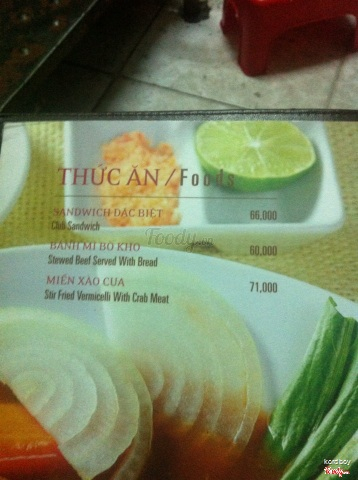 THỨC ĂN / Foods
SANDWICH ĐẶC BIỆT 66,000
Club Sandwich
BÁNH MÌ BÒ KHO 60,000
Stewed Beef Served With Bread
MIẾN XÀO CUA 71,000
Stir Fried Vermicelli With Crab Meat
Foody